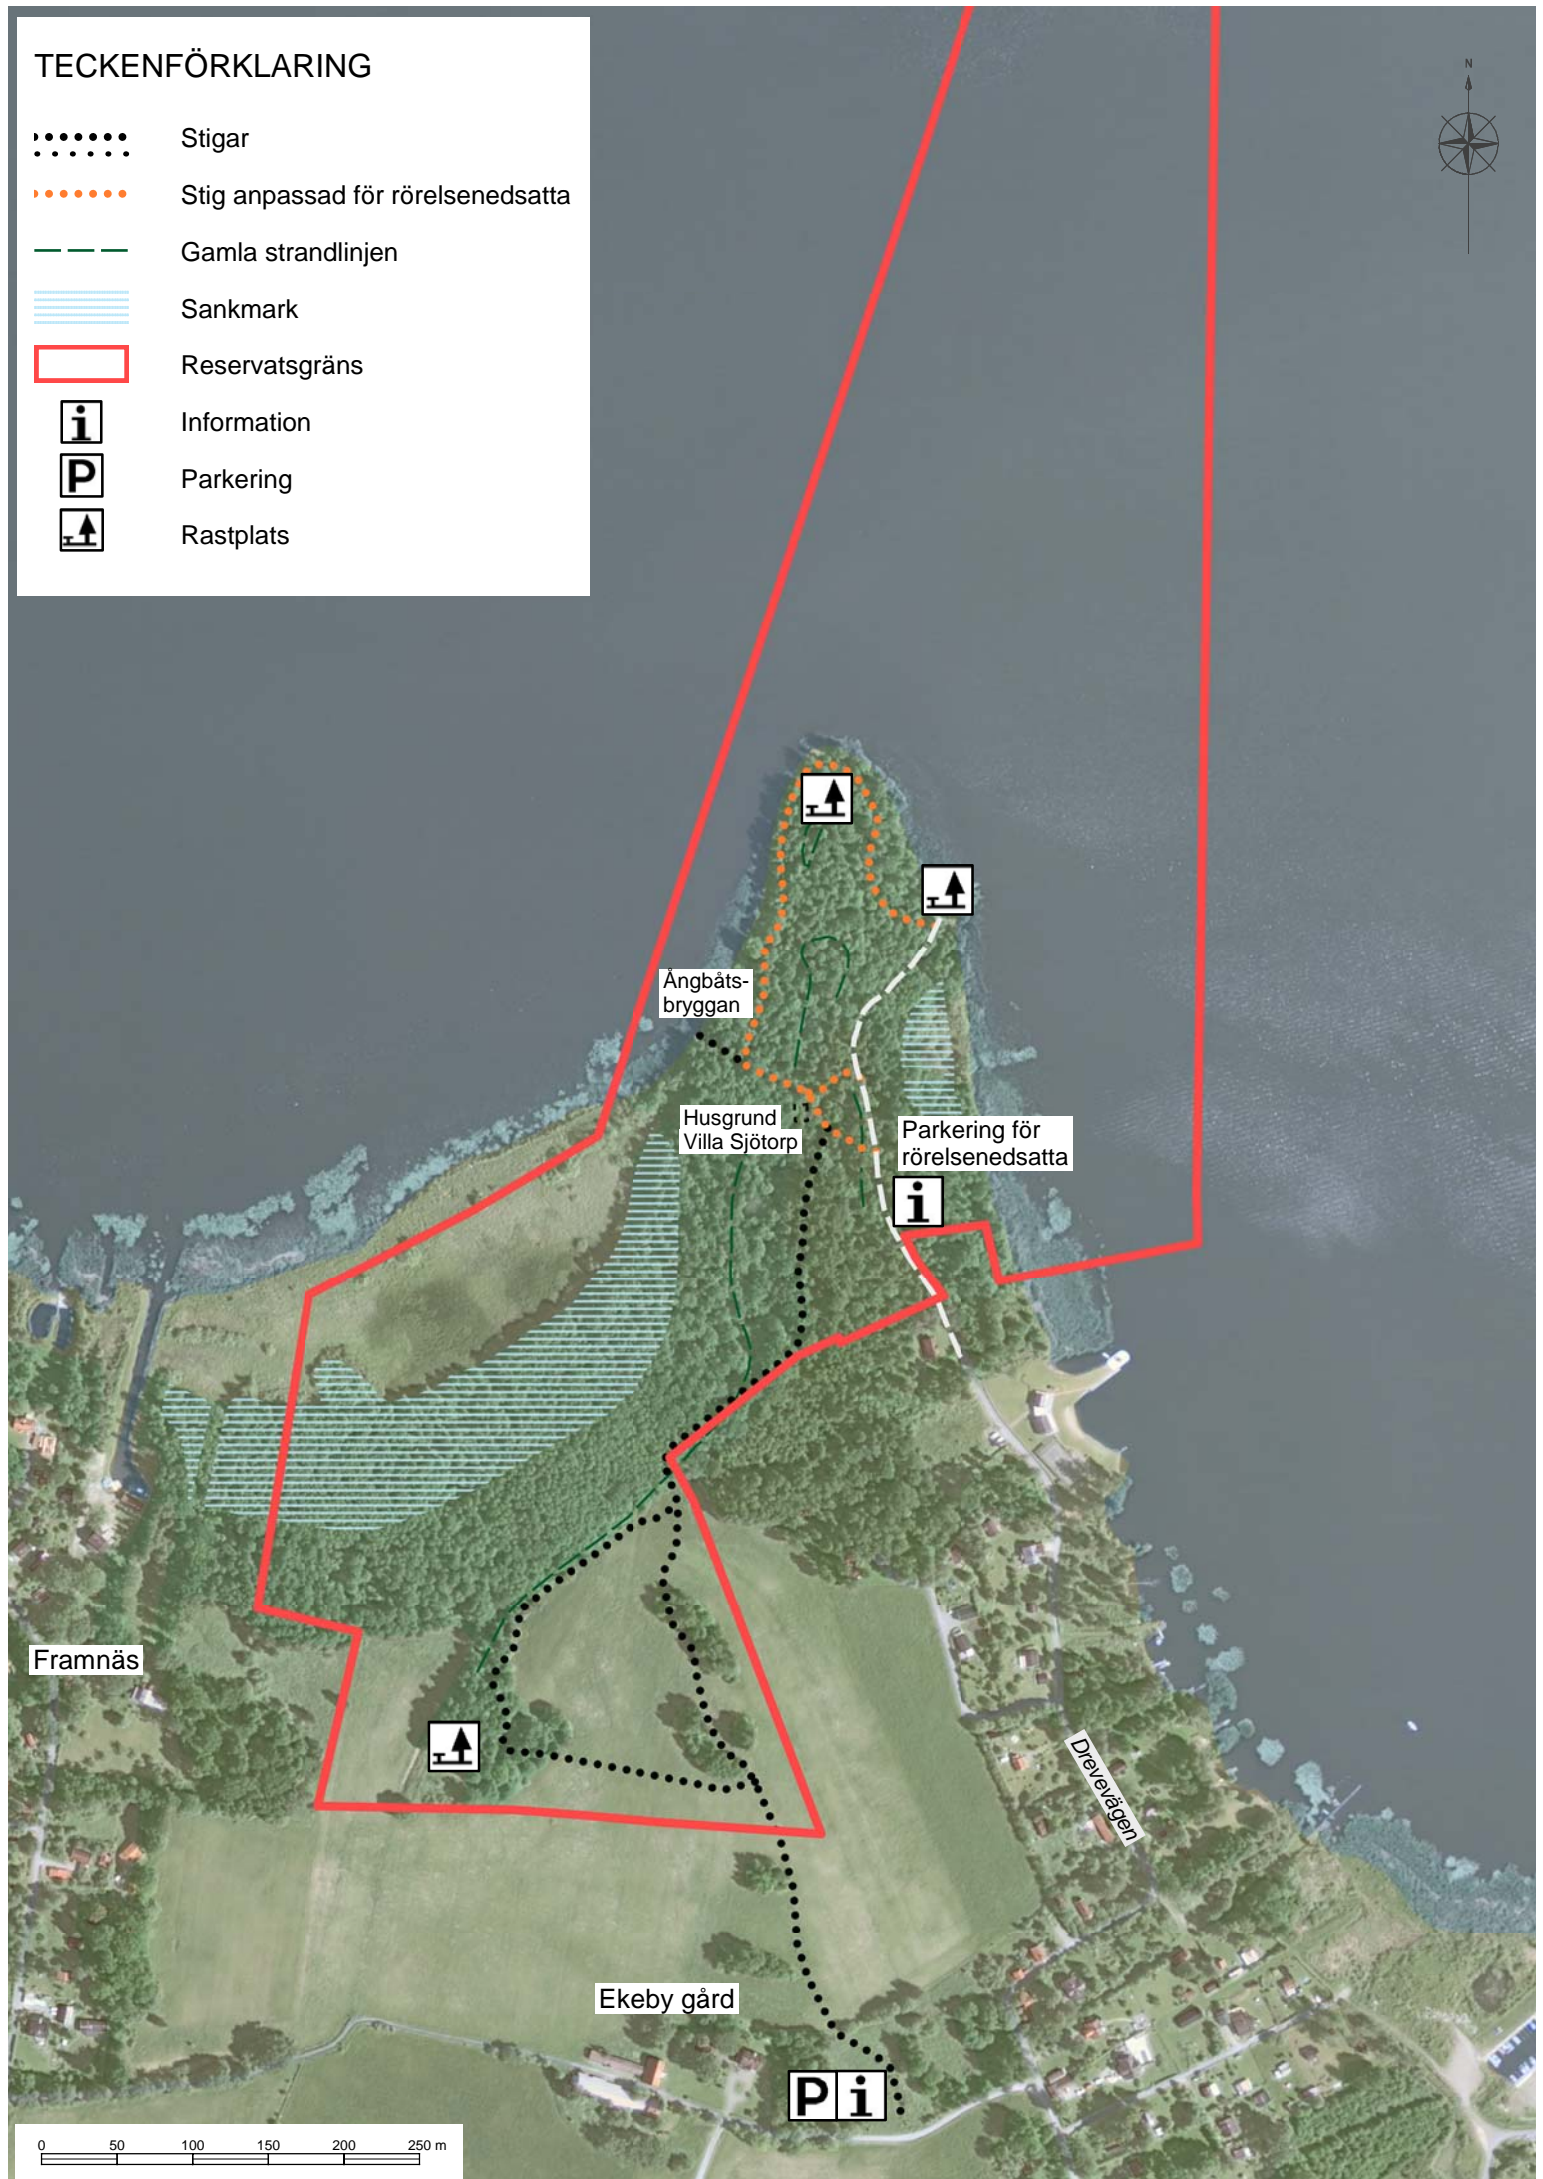 TECKENFÖRKLARING
Stigar
Stig anpassad för rörelsenedsatta
Gamla strandlinjen
Sankmark
Reservatsgräns
i Information
P Parkering
Rastplats
N
Ångbåts-
bryggan
Husgrund
Villa Sjötorp
Parkering för
rörelsenedsatta
i
Framnäs
Drevevägen
Ekeby gård
P i
0 50 100 150 200 250 m